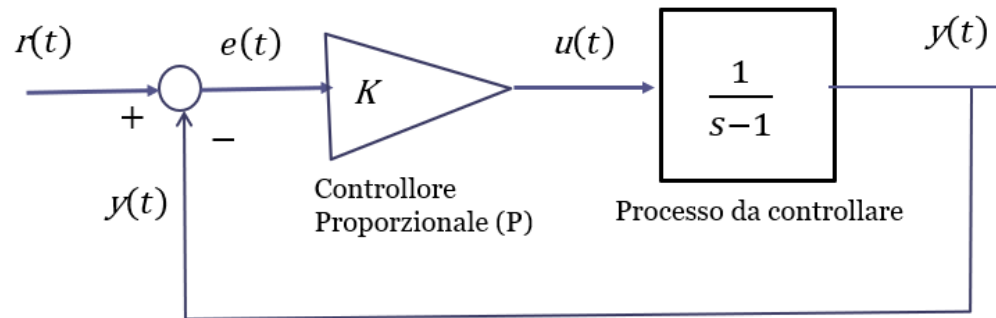 r(t)
e(t)
u(t)
y(t)
K
1
s−1
+
−
y(t)
Controllore
Proporzionale (P)
Processo da controllare